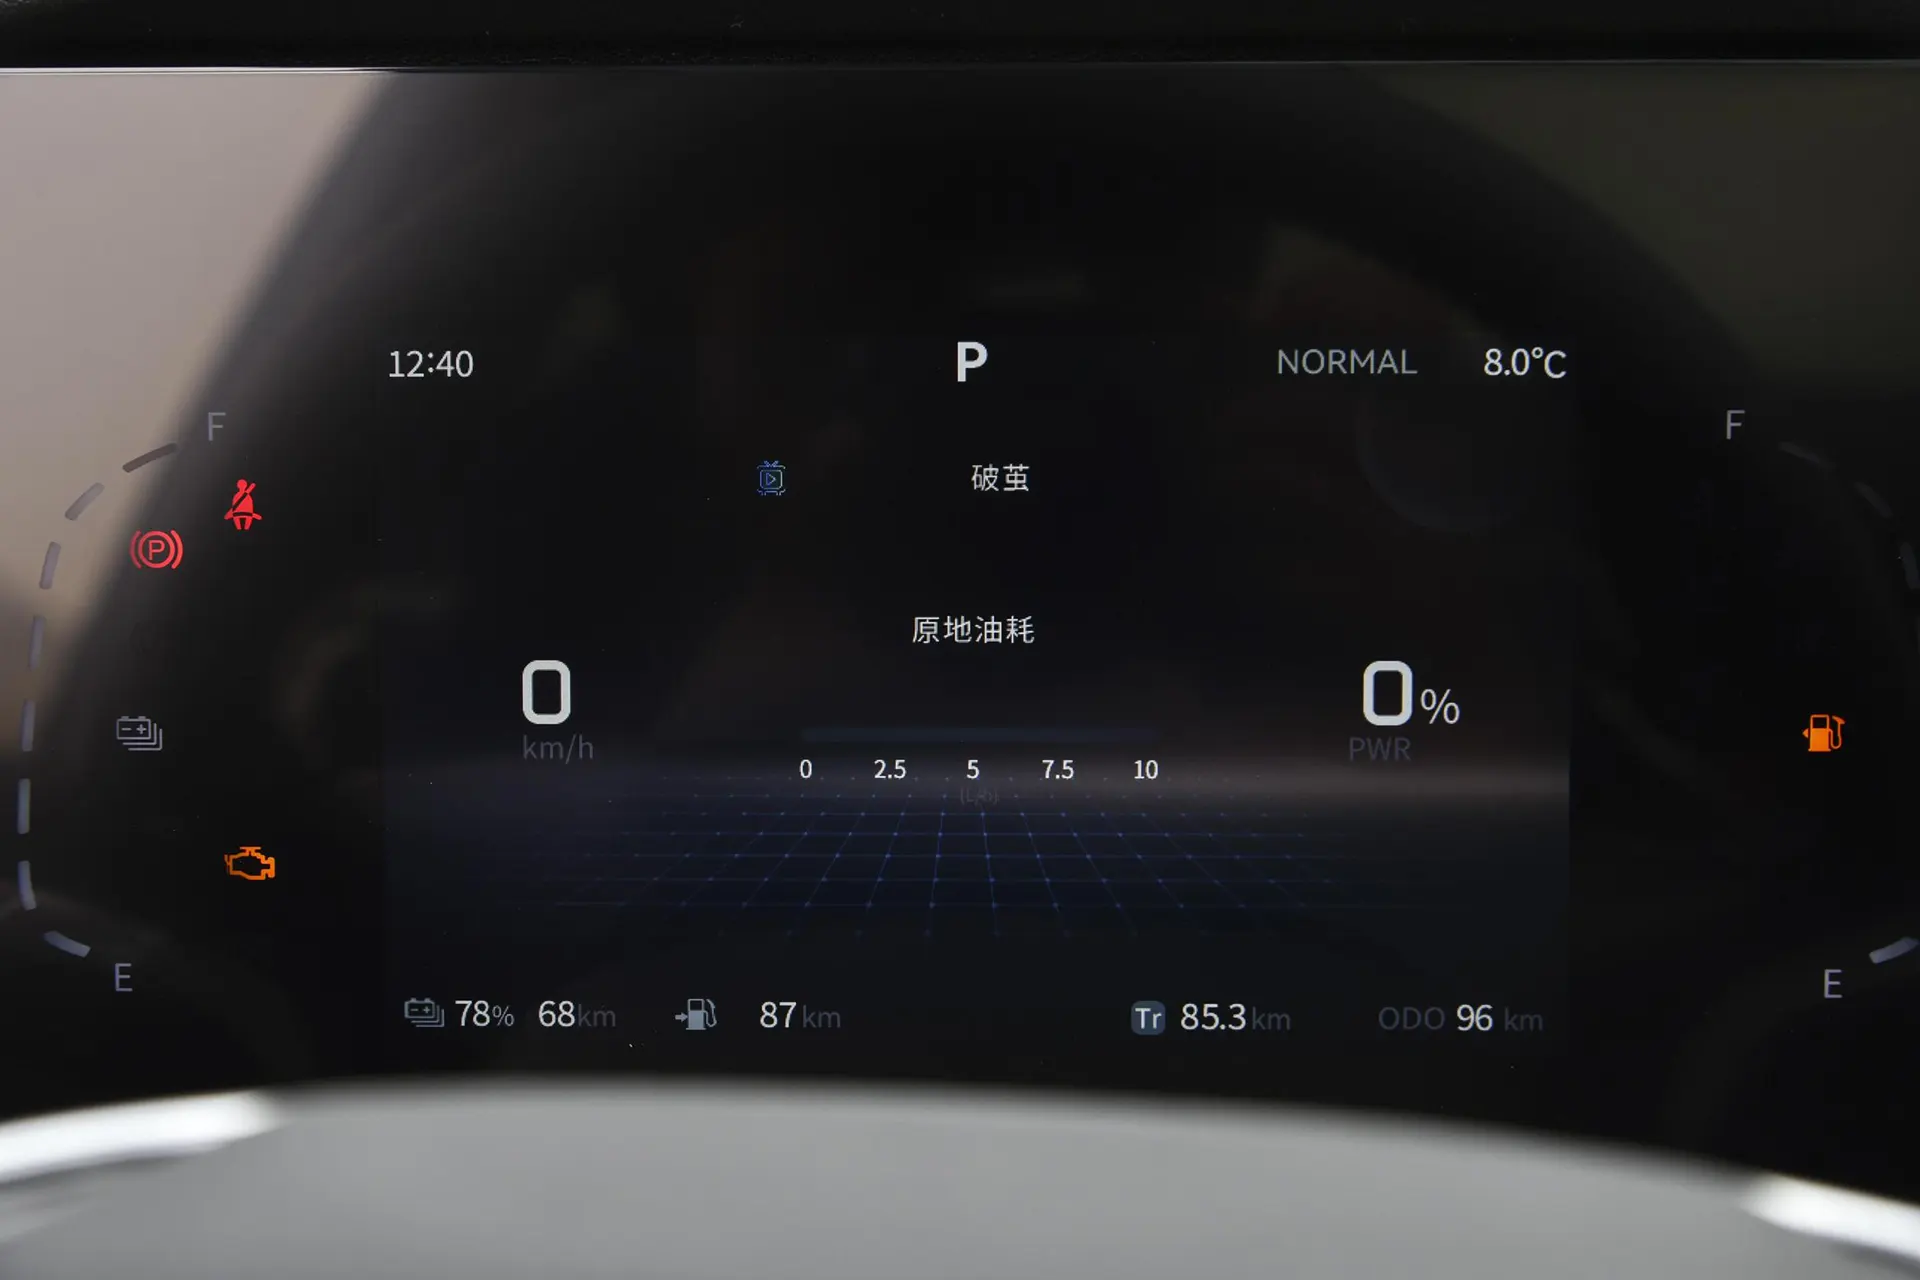 12:40
P
NORMAL 8.0°C
F
F
破茧
P
原地油耗
0
km/h
0%
PWR
0 2.5 5 7.5 10
(L/h)
E
E
78% 68km 87km Tr 85.3km ODO 96 km